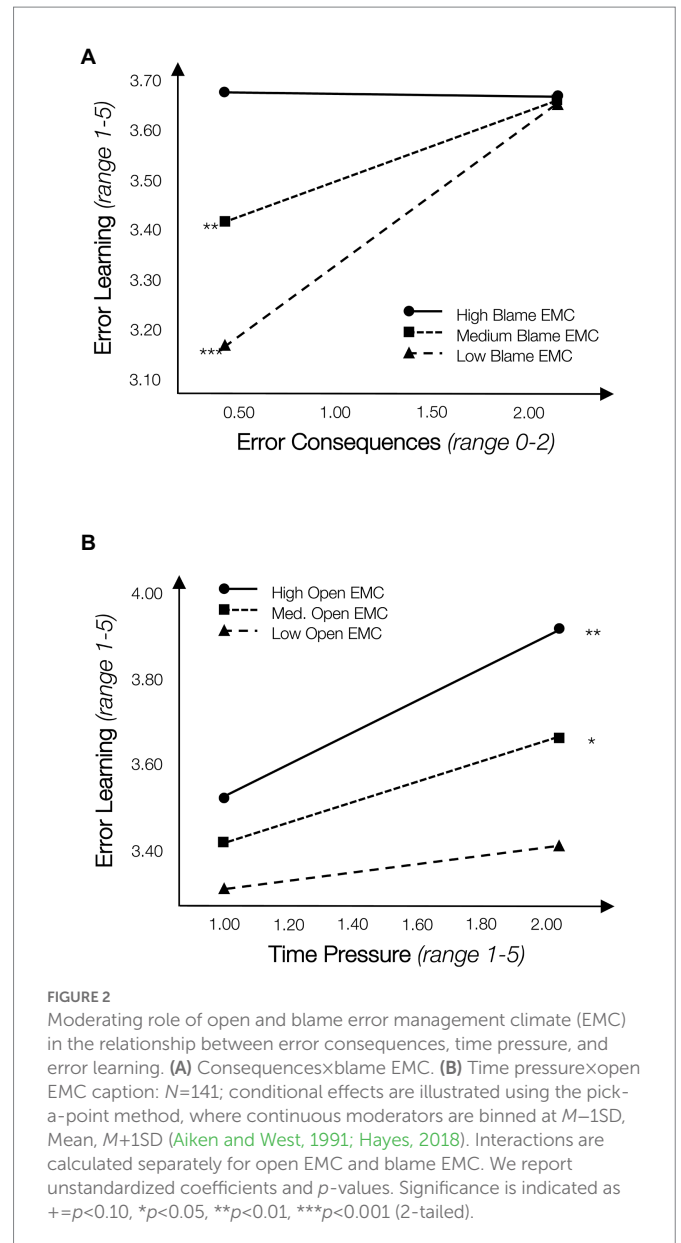 A
3.70
3.60
3.50
3.40
3.30
3.20
3.10
Error Learning (range 1-5)
**
***
High Blame EMC
Medium Blame EMC
Low Blame EMC
0.50 1.00 1.50 2.00
Error Consequences (range 0-2)
B
4.00
3.80
3.60
3.40
Error Learning (range 1-5)
High Open EMC
Med. Open EMC
Low Open EMC
**
*
1.00 1.20 1.40 1.60 1.80 2.00
Time Pressure (range 1-5)
FIGURE 2
Moderating role of open and blame error management climate (EMC)
in the relationship between error consequences, time pressure, and
error learning. (A) Consequences×blame EMC. (B) Time pressure×open
EMC caption: N=141; conditional effects are illustrated using the pick-
a-point method, where continuous moderators are binned at M−1SD,
Mean, M+1SD (Aiken and West, 1991; Hayes, 2018). Interactions are
calculated separately for open EMC and blame EMC. We report
unstandardized coefficients and p-values. Significance is indicated as
+=p<0.10, *p<0.05, **p<0.01, ***p<0.001 (2-tailed).